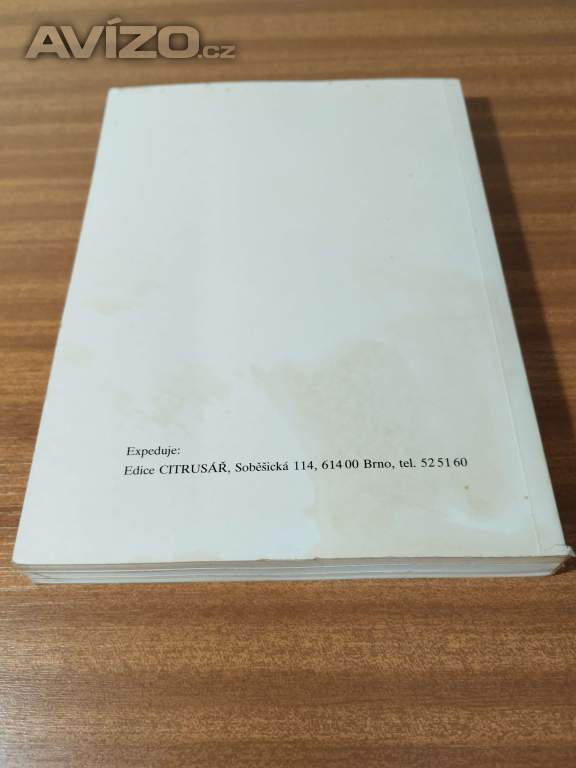 AVÍZO.cz
Expeduje:
Edice CITRUSÁŘ, Soběšická 114, 614 00 Brno, tel. 52 51 60